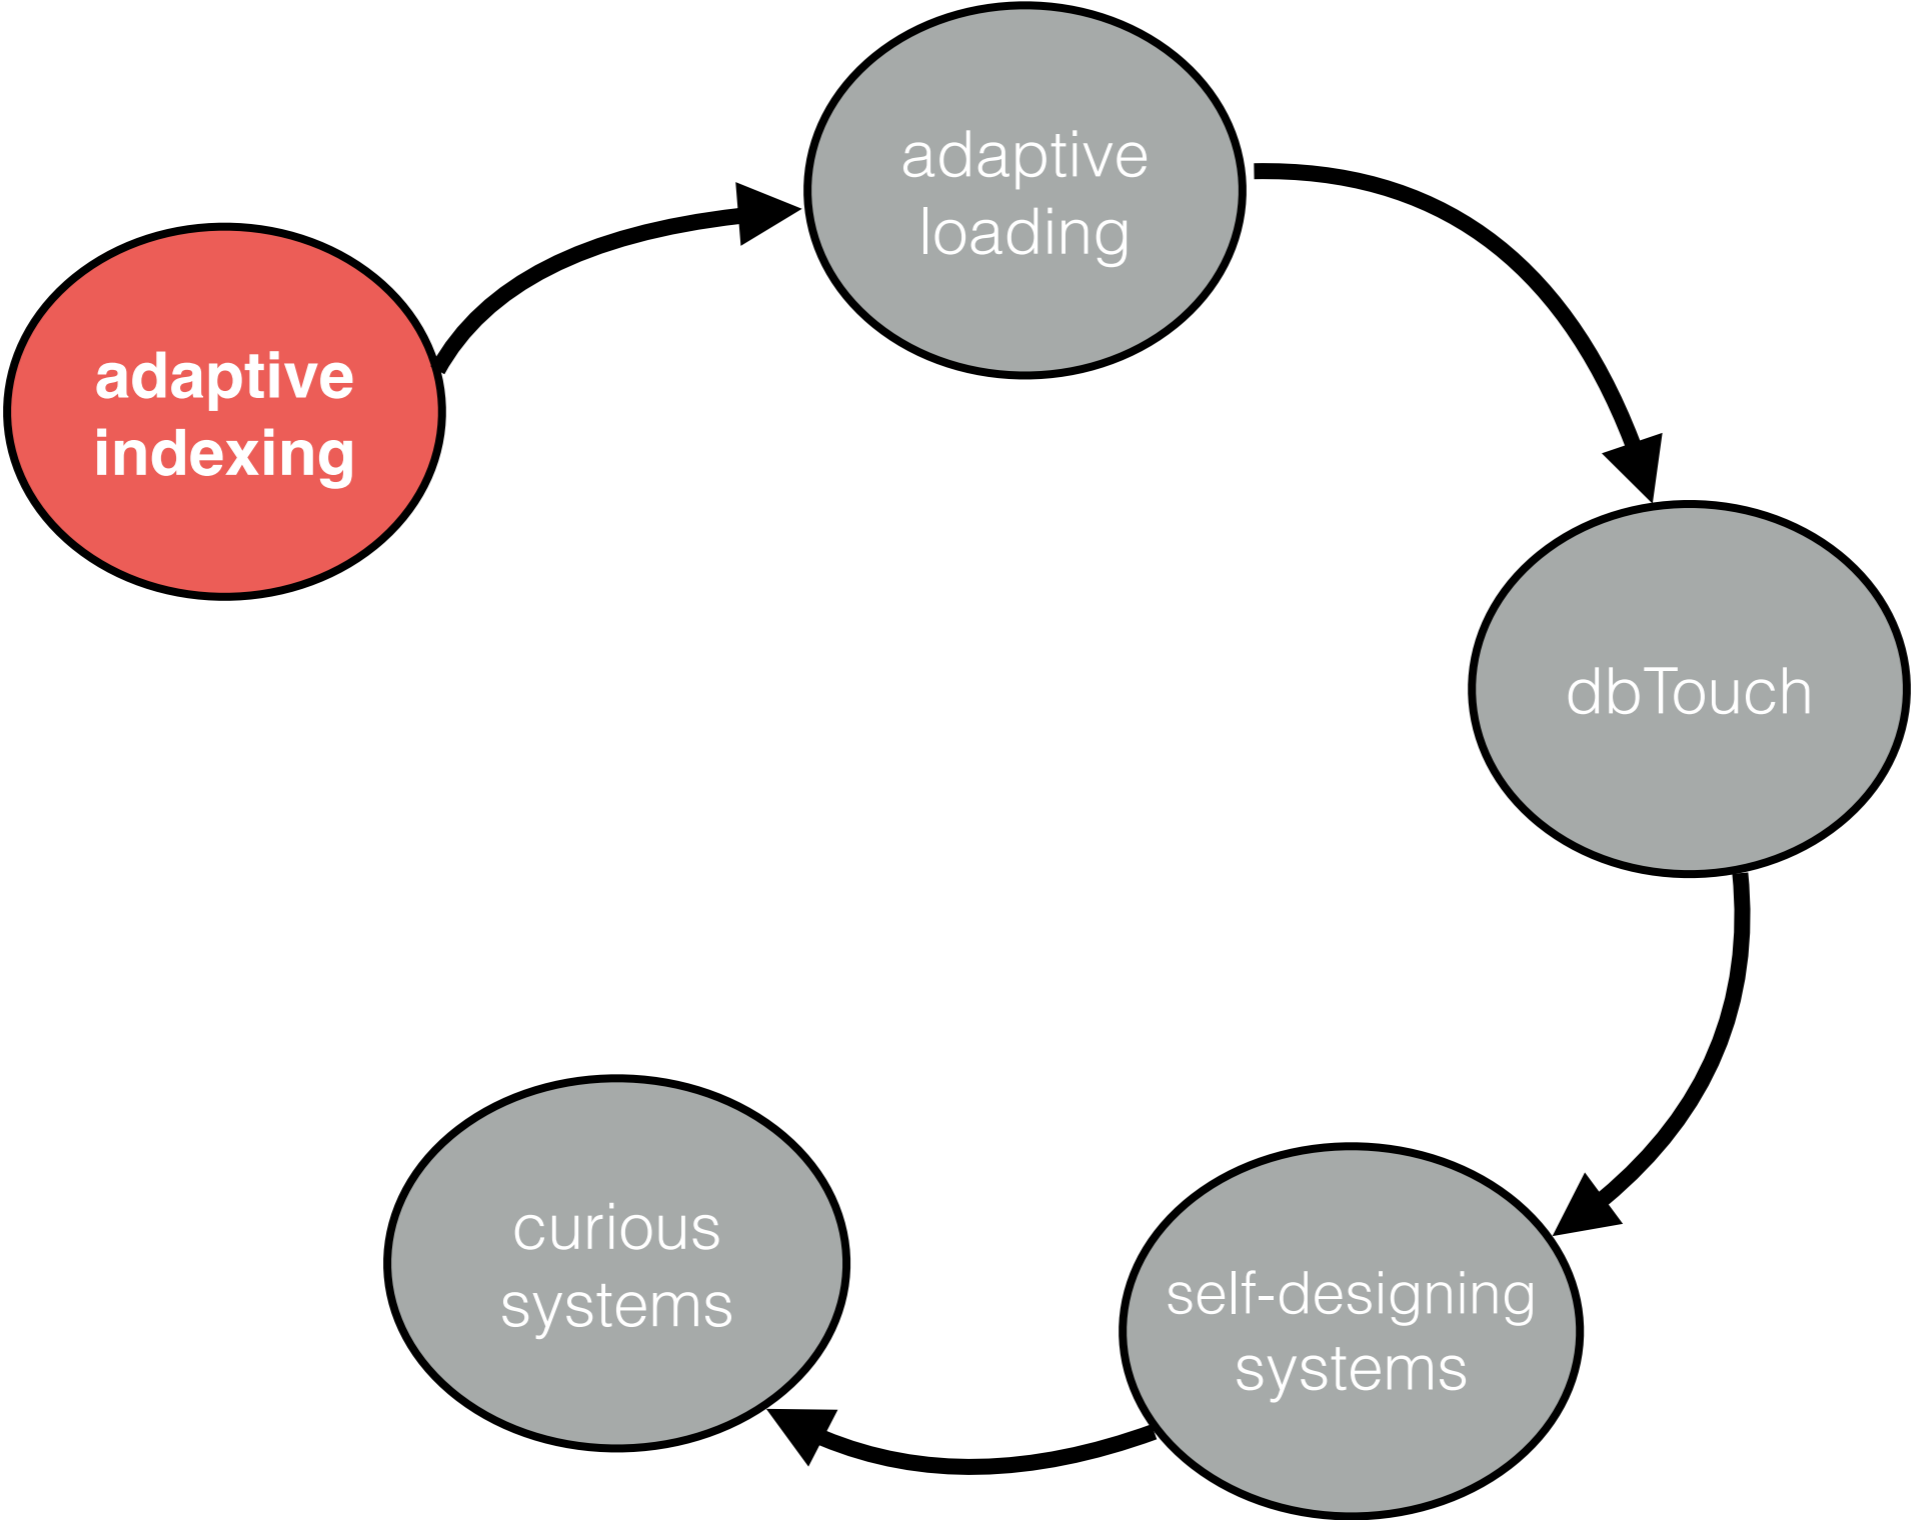 adaptive
indexing
adaptive
loading
dbTouch
self-designing
systems
curious
systems